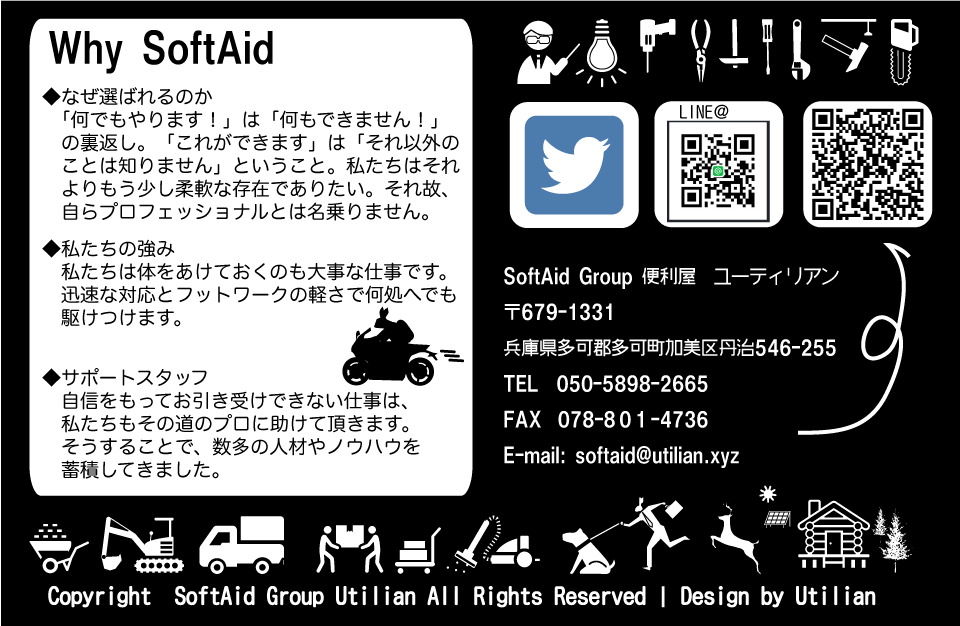 Why SoftAid
◆なぜ選ばれるのか
「何でもやります！」は「何もできません！」
の裏返し。「これができます」は「それ以外の
ことは知りません」ということ。私たちはそれ
よりもう少し柔軟な存在でありたい。それ故、
自らプロフェッショナルとは名乗りません。
◆私たちの強み
私たちは体をあけておくのも大事な仕事です。
迅速な対応とフットワークの軽さで何処へでも
駆けつけます。
◆サポートスタッフ
自信をもってお引き受けできない仕事は、
私たちもその道のプロに助けて頂きます。
そうすることで、数多の人材やノウハウを
蓄積してきました。
LINE@
SoftAid Group 便利屋　ユーティリアン
〒679-1331
兵庫県多可郡多可町加美区丹治546-255
TEL　050-5898-2665
FAX　078-8０１-4736
E-mail: softaid@utilian.xyz
Copyright　SoftAid Group Utilian All Rights Reserved | Design by Utilian